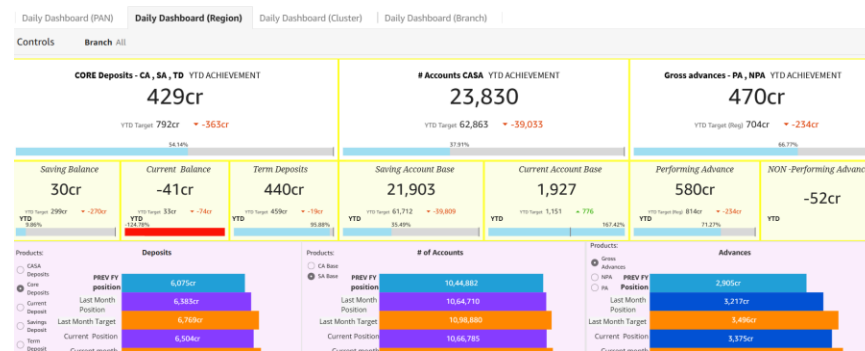 Daily Dashboard (PAN) Daily Dashboard (Region) Daily Dashboard (Cluster) Daily Dashboard (Branch)
Controls Branch All
CORE Deposits - CA , SA , TD YTD ACHIEVEMENT
429cr
YTD Target 792cr ▼ -363cr
54.14%
# Accounts CASA YTD ACHIEVEMENT
23,830
YTD Target 62,863 ▼ -39,033
37.91%
Gross advances - PA , NPA YTD ACHIEVEMENT
470cr
YTD Target (Reg) 704cr ▼ -234cr
66.77%
Saving Balance
30cr
YTD Target 299cr ▼ -270cr
YTD
9.86%
Current Balance
-41cr
YTD Target 33cr ▼ -74cr
YTD
-124.78%
Term Deposits
440cr
YTD Target 459cr ▼ -19cr
YTD
95.88%
Saving Account Base
21,903
YTD Target 61,712 ▼ -39,809
YTD
35.49%
Current Account Base
1,927
YTD Target 1,151 ▲ 776
YTD
167.42%
Performing Advance
580cr
YTD Target (Reg) 814cr ▼ -234cr
YTD
71.27%
NON -Performing Advanc
-52cr
YTD
Products:
CASA Deposits
Core Deposits
Current Deposit
Savings Deposit
Term Deposit
Deposits
PREV FY position 6,075cr
Last Month Position 6,383cr
Last Month Target 6,769cr
Current Position 6,504cr
Current month
Products:
CA Base
SA Base
# of Accounts
PREV FY position 10,44,882
Last Month Position 10,64,710
Last Month Target 10,98,880
Current Position 10,66,785
Current month
Products:
Gross Advances
NPA
PA
Advances
PREV FY Position 2,905cr
Last Month Position 3,217cr
Last Month Target 3,496cr
Current Position 3,375cr
Current month